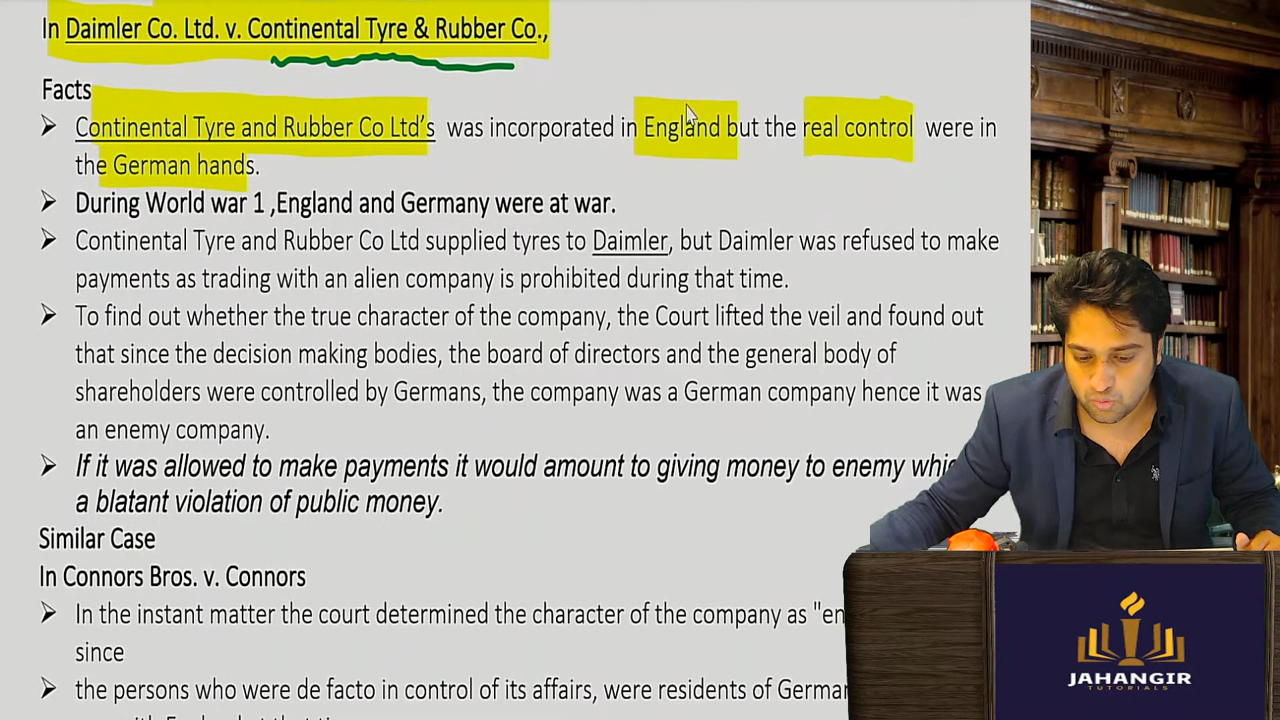 In Daimler Co. Ltd. v. Continental Tyre & Rubber Co.,
Facts
➢ Continental Tyre and Rubber Co Ltd's was incorporated in England but the real control were in
the German hands.
➢ During World war 1 ,England and Germany were at war.
➢ Continental Tyre and Rubber Co Ltd supplied tyres to Daimler, but Daimler was refused to make
payments as trading with an alien company is prohibited during that time.
➢ To find out whether the true character of the company, the Court lifted the veil and found out
that since the decision making bodies, the board of directors and the general body of
shareholders were controlled by Germans, the company was a German company hence it was
an enemy company.
➢ If it was allowed to make payments it would amount to giving money to enemy
a blatant violation of public money.
Similar Case
In Connors Bros. v. Connors
➢ In the instant matter the court determined the character of the company as "
since
➢ the persons who were de facto in control of its affairs, were residents of
JAHANGIR
TUTORIALS